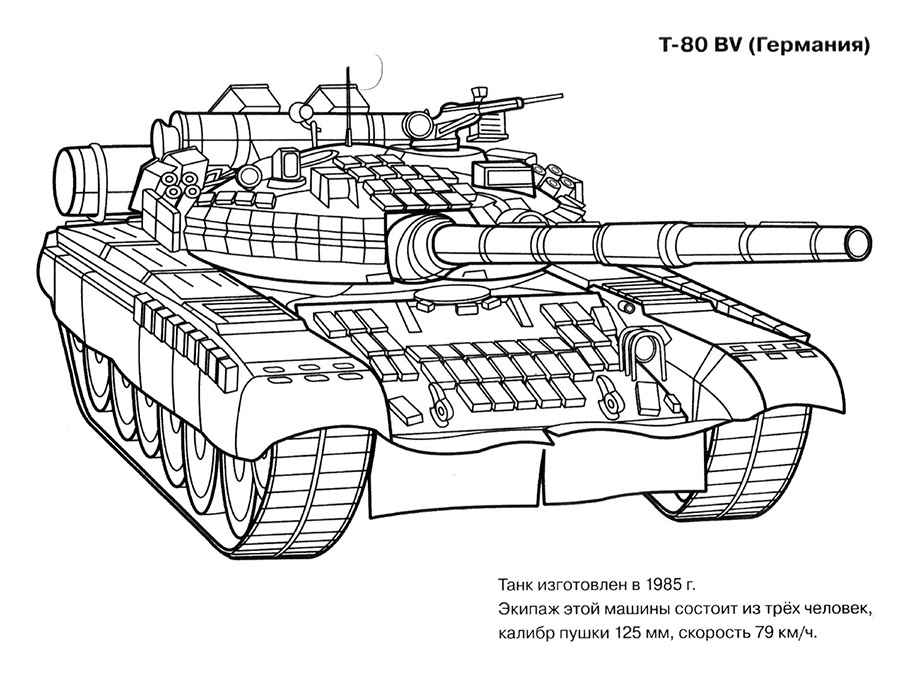 T-80 BV (Германия)
Танк изготовлен в 1985 г.
Экипаж этой машины состоит из трёх человек,
калибр пушки 125 мм, скорость 79 км/ч.